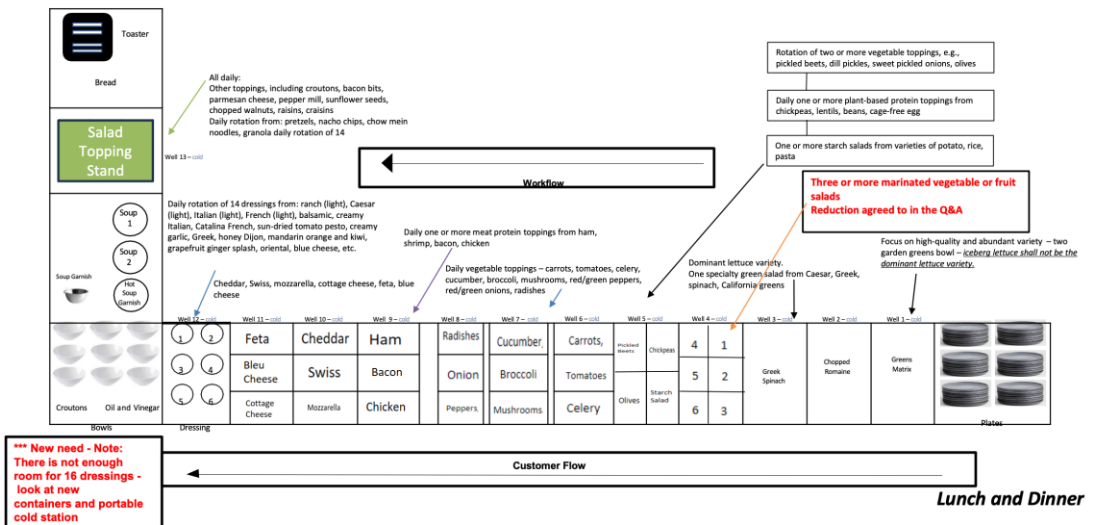 Toaster
Bread
All daily:
Other toppings, including croutons, bacon bits,
parmesan cheese, pepper mill, sunflower seeds,
chopped walnuts, raisins, craisins
Daily rotation from: pretzels, nacho chips, chow mein
noodles, granola daily rotation of 14
Rotation of two or more vegetable toppings, e.g.,
pickled beets, dill pickles, sweet pickled onions, olives
Daily one or more plant-based protein toppings from
chickpeas, lentils, beans, cage-free egg
One or more starch salads from varieties of potato, rice,
pasta
Salad
Topping
Stand
Well 13 – cold
Workflow
Three or more marinated vegetable or fruit
salads
Reduction agreed to in the Q&A
Daily rotation of 14 dressings from: ranch (light), Caesar
(light), Italian (light), French (light), balsamic, creamy
Italian, Catalina French, sun-dried tomato pesto, creamy
garlic, Greek, honey Dijon, mandarin orange and kiwi,
grapefruit ginger splash, oriental, blue cheese, etc.
Soup
1
Soup
2
Hot
Soup
Garnish
Soup Garnish
Daily one or more meat protein toppings from ham,
shrimp, bacon, chicken
Cheddar, Swiss, mozzarella, cottage cheese, feta, blue
cheese
Daily vegetable toppings – carrots, tomatoes, celery,
cucumber, broccoli, mushrooms, red/green peppers,
red/green onions, radishes
Dominant lettuce variety.
One specialty green salad from Caesar, Greek,
spinach, California greens
Focus on high-quality and abundant variety – two
garden greens bowl – iceberg lettuce shall not be the
dominant lettuce variety.
Well 12 – cold
Well 11 – cold
Well 10 – cold
Well 9 – cold
Well 8 – cold
Well 7 – cold
Well 6 – cold
Well 5 – cold
Well 4 – cold
Well 3 – cold
Well 2 – cold
Well 1 – cold
1 2
3 4
5 6
Feta
Bleu
Cheese
Cottage
Cheese
Cheddar
Swiss
Mozzarella
Ham
Bacon
Chicken
Radishes
Onion
Peppers
Cucumber
Broccoli
Mushrooms
Carrots,
Tomatoes
Celery
Pickled
Beets
Chickpeas
Olives
Starch
Salad
4 1
5 2
6 3
Greek
Spinach
Chopped
Romaine
Greens
Matrix
Croutons
Oil and Vinegar
Bowls
Dressing
Plates
*** New need - Note:
There is not enough
room for 16 dressings -
look at new
containers and portable
cold station
Customer Flow
Lunch and Dinner